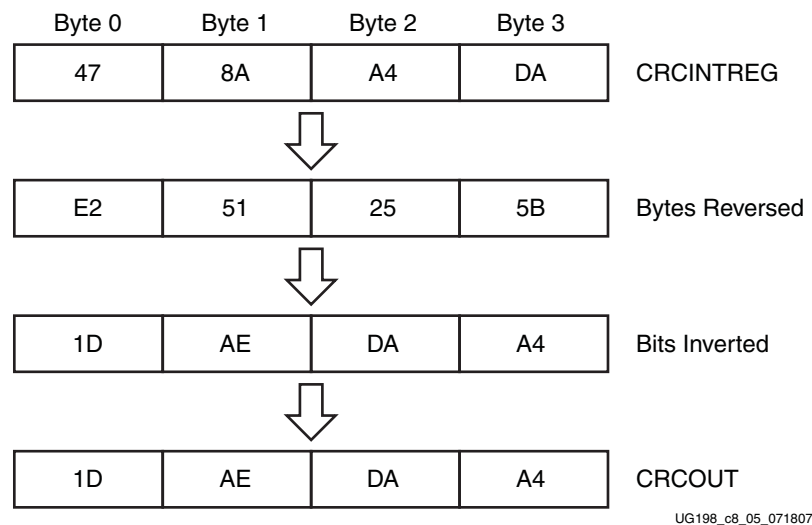 Byte 0 Byte 1 Byte 2 Byte 3
47 8A A4 DA CRCINTREG
E2 51 25 5B Bytes Reversed
1D AE DA A4 Bits Inverted
1D AE DA A4 CRCOUT
UG198_c8_05_071807